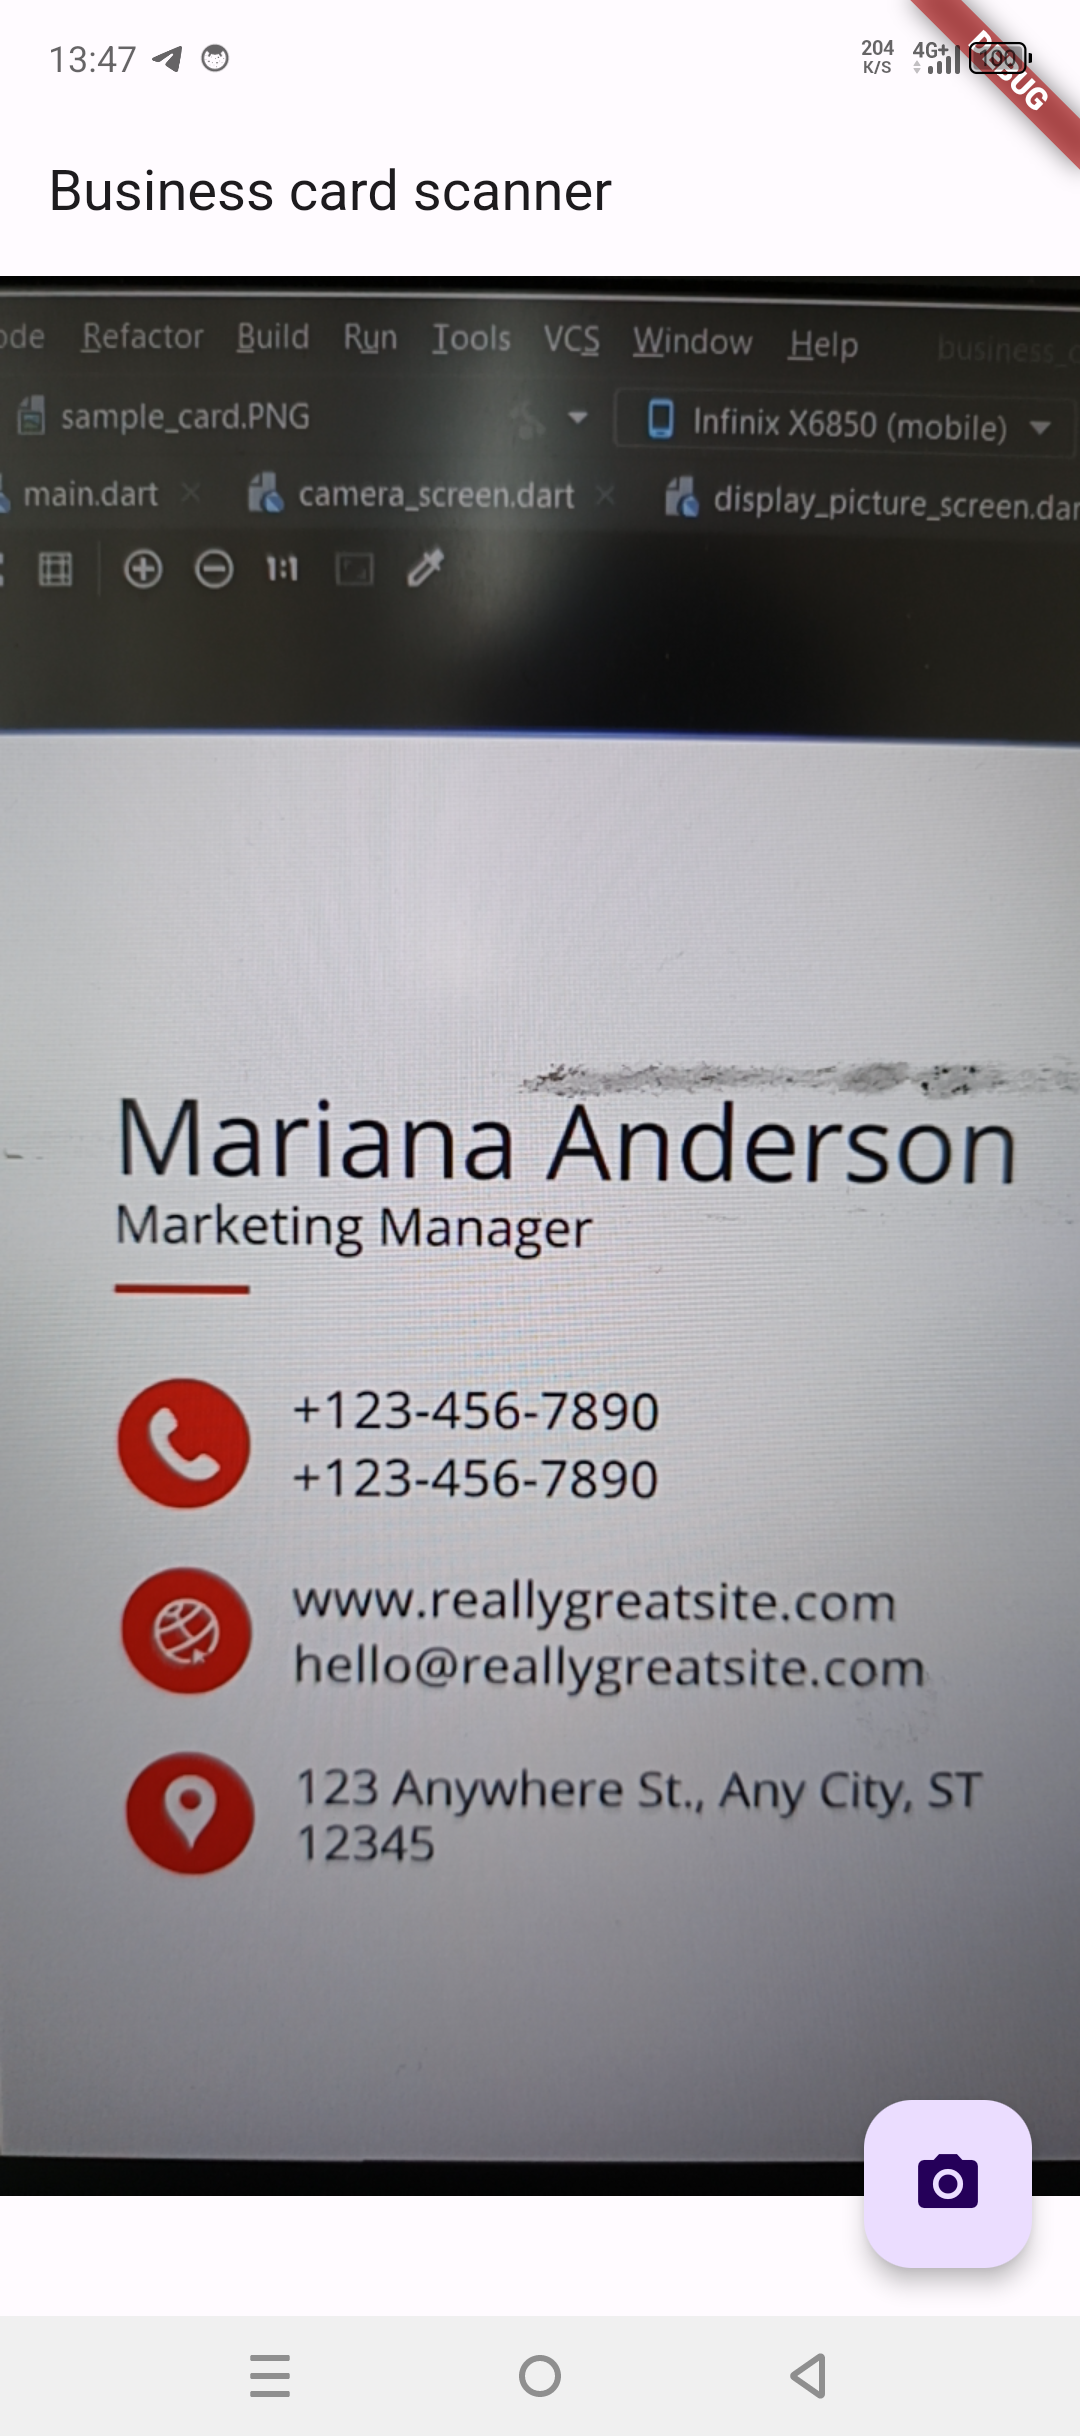 13:47
204 K/S 4G+ 100
DEBUG
Business card scanner
ode Refactor Build Run Tools VCS Window Help business_c
sample_card.PNG Infinix X6850 (mobile)
main.dart camera_screen.dart display_picture_screen.dar
1:1
Mariana Anderson
Marketing Manager
+123-456-7890
+123-456-7890
www.reallygreatsite.com
hello@reallygreatsite.com
123 Anywhere St., Any City, ST
12345